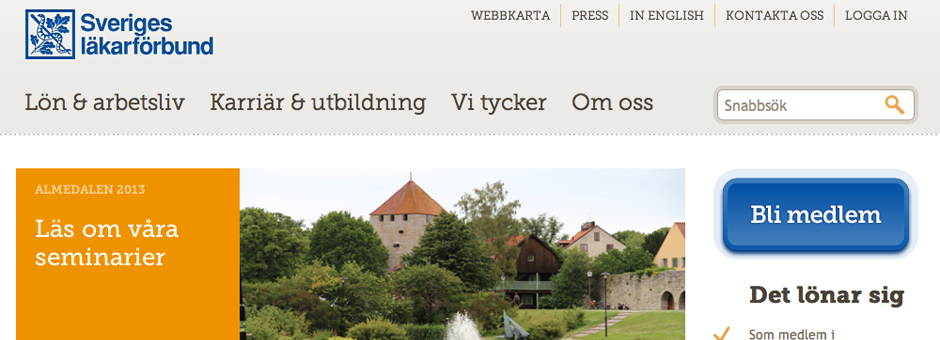 Sveriges
läkarförbund
WEBBKARTA PRESS IN ENGLISH KONTAKTA OSS LOGGA IN
Lön & arbetsliv Karriär & utbildning Vi tycker Om oss
Snabbsök
ALMEDALEN 2013
Läs om våra
seminarier
Bli medlem
Det lönar sig
Som medlem i